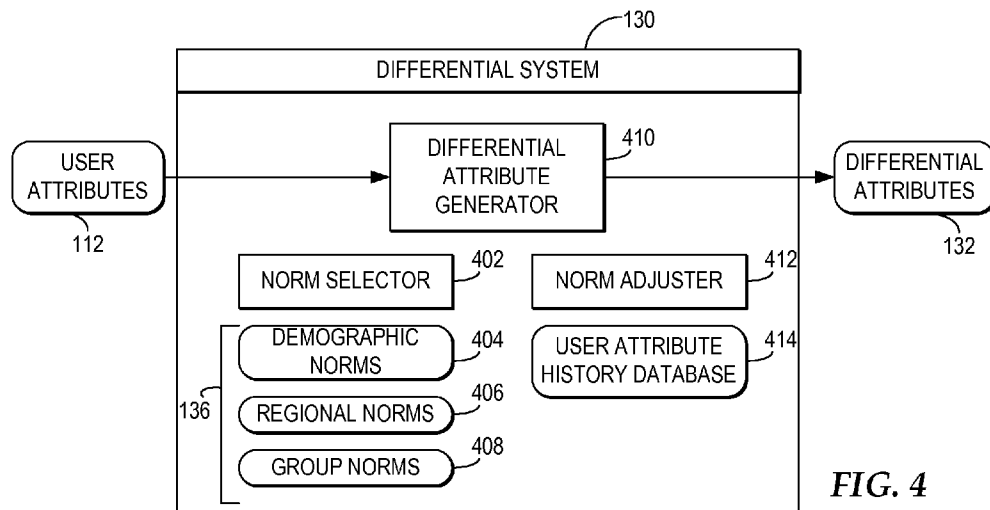 130
DIFFERENTIAL SYSTEM
USER
ATTRIBUTES
112
DIFFERENTIAL
ATTRIBUTE
GENERATOR
410
DIFFERENTIAL
ATTRIBUTES
132
NORM SELECTOR
402
NORM ADJUSTER
412
DEMOGRAPHIC
NORMS
404
USER ATTRIBUTE
HISTORY DATABASE
414
136
REGIONAL NORMS
406
GROUP NORMS
408
FIG. 4